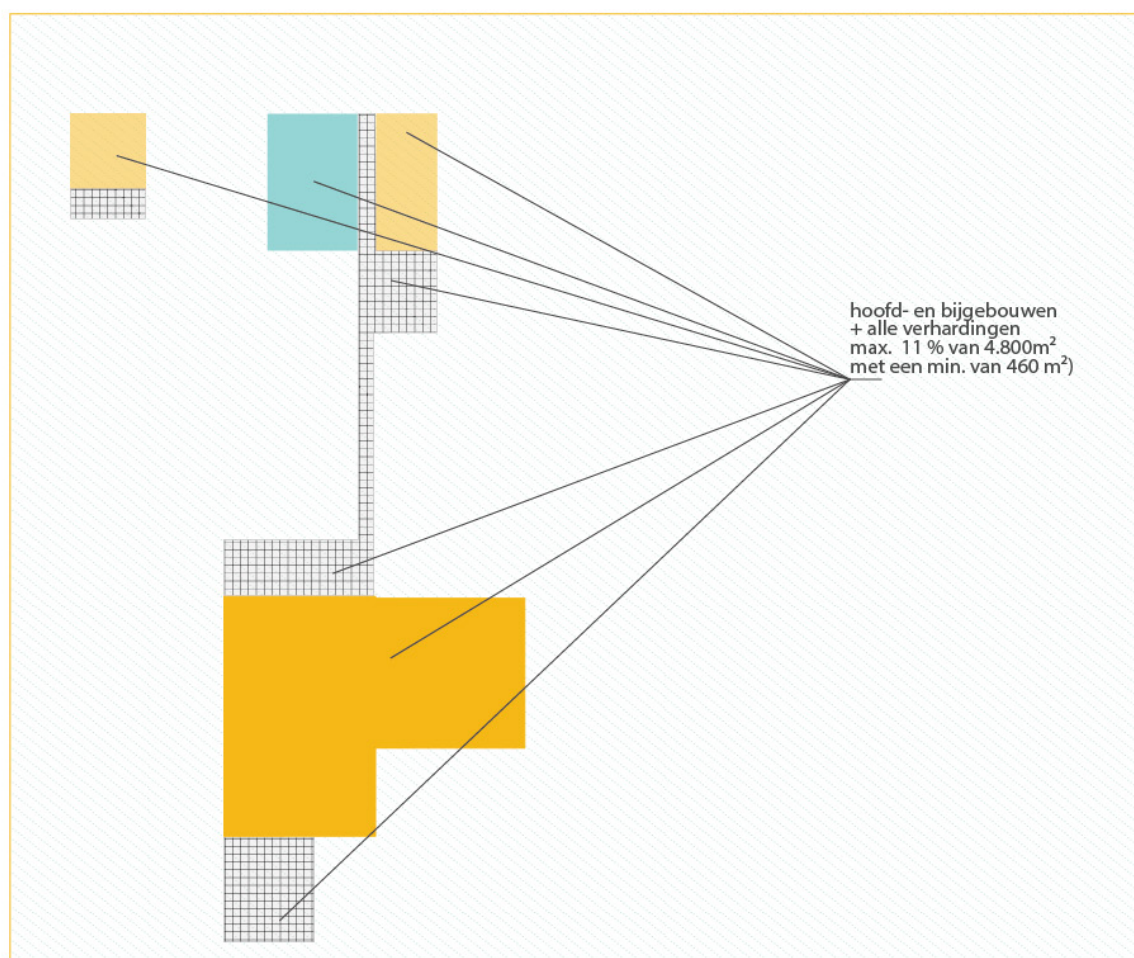 hoofd- en bijgebouwen
+ alle verhardingen
max. 11 % van 4.800m²
met een min. van 460 m²)